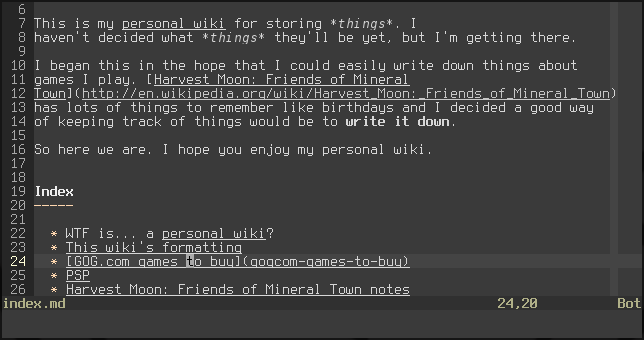 6
7 This is my personal wiki for storing *things*. I
8 haven't decided what *things* they'll be yet, but I'm getting there.
9
10 I began this in the hope that I could easily write down things about
11 games I play. [Harvest Moon: Friends of Mineral
12 Town](http://en.wikipedia.org/wiki/Harvest_Moon:_Friends_of_Mineral_Town)
13 has lots of things to remember like birthdays and I decided a good way
14 of keeping track of things would be to write it down.
15
16 So here we are. I hope you enjoy my personal wiki.
17
18
19 Index
20 -----
21
22 * WTF is... a personal wiki?
23 * This wiki's formatting
24 * [GOG.com games to buy](gogcom-games-to-buy)
25 * PSP
26 * Harvest Moon: Friends of Mineral Town notes
index.md 24,20 Bot